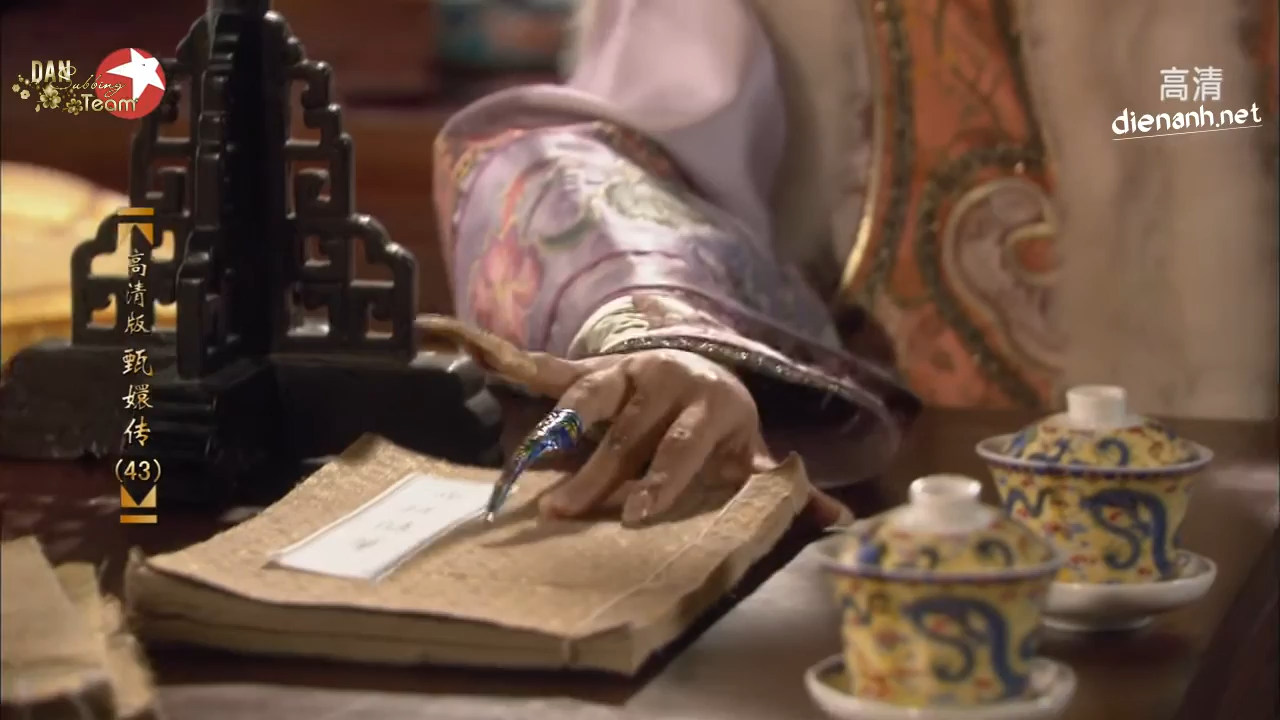 DAN
Subbing
Team
高清
dienanh.net
高清版 甄嬛传
(43)